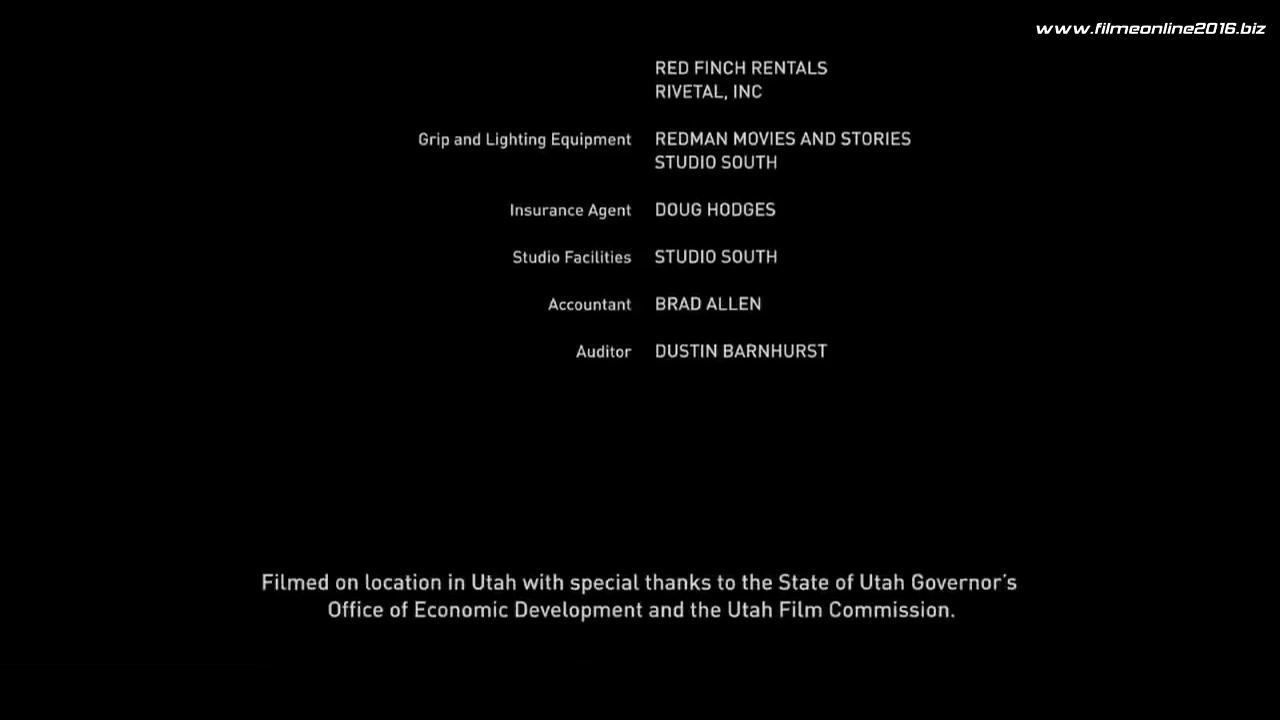 www.filmeonline2016.biz
RED FINCH RENTALS
RIVETAL, INC
Grip and Lighting Equipment REDMAN MOVIES AND STORIES
STUDIO SOUTH
Insurance Agent DOUG HODGES
Studio Facilities STUDIO SOUTH
Accountant BRAD ALLEN
Auditor DUSTIN BARNHURST
Filmed on location in Utah with special thanks to the State of Utah Governor's
Office of Economic Development and the Utah Film Commission.